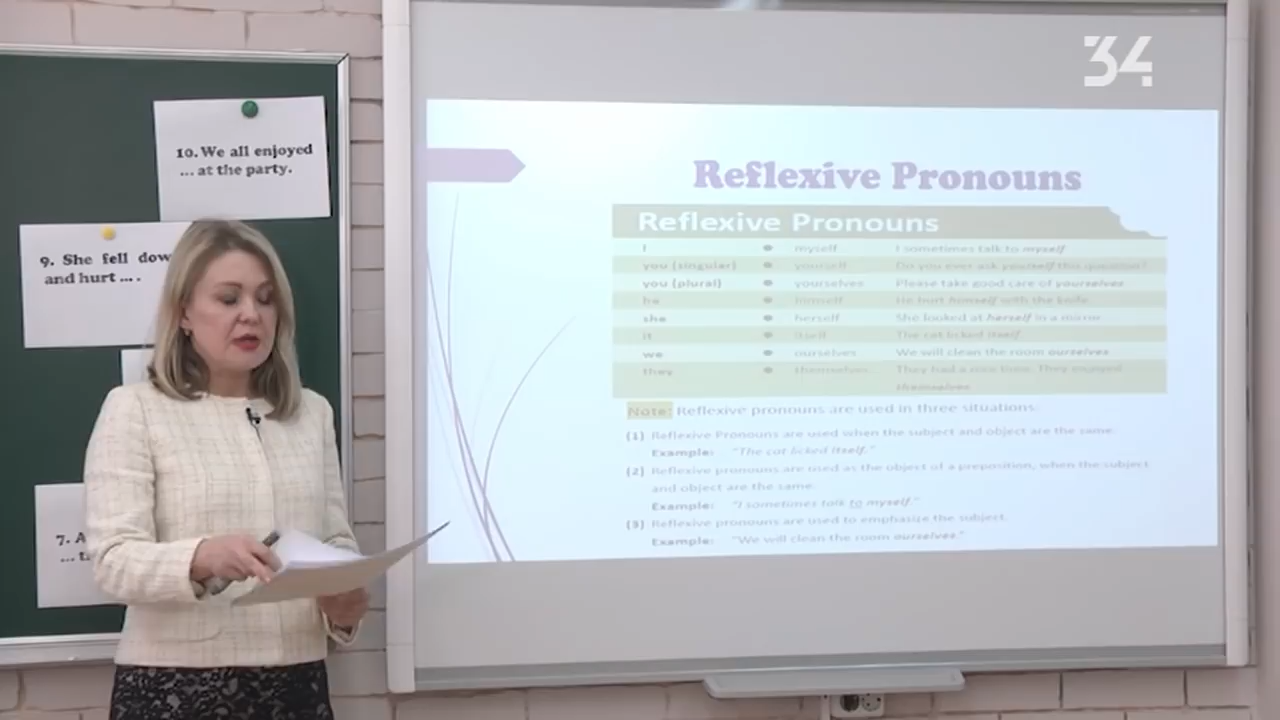 34
10. We all enjoyed
... at the party.
9. She fell dow
and hurt ... .
7. A
... t
Reflexive Pronouns
Reflexive Pronouns
I myself I sometimes talk to myself
you (singular) yourself Do you ever ask yourself this question?
you (plural) yourselves Please take good care of yourselves
he himself He hurt himself with the knife.
she herself She looked at herself in a mirror
it itself The cat licked itself
we ourselves We will clean the room ourselves
they themselves They had a nice time. They enjoyed
themselves
Note: Reflexive pronouns are used in three situations.
(1) Reflexive Pronouns are used when the subject and object are the same.
Example: "The cat licked itself."
(2) Reflexive pronouns are used as the object of a preposition, when the subject
and object are the same.
Example: "I sometimes talk to myself."
(3) Reflexive pronouns are used to emphasize the subject.
Example: "We will clean the room ourselves."